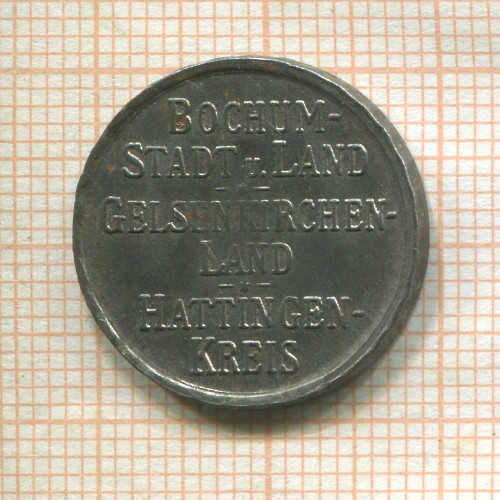 BOCHUM-
STADT u. LAND
GELSENKIRCHEN-
LAND
HATTINGEN-
KREIS